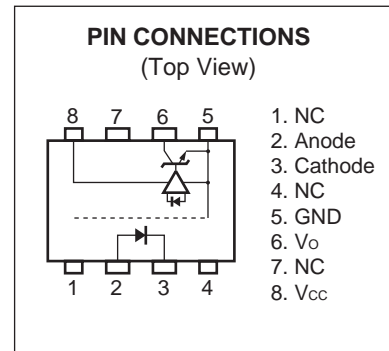 PIN CONNECTIONS
(Top View)
8 7 6 5
1 2 3 4
1. NC
2. Anode
3. Cathode
4. NC
5. GND
6. Vo
7. NC
8. Vcc